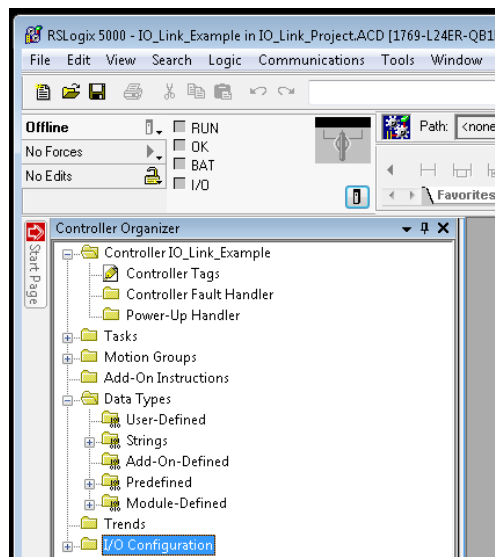 RSLogix 5000 - IO_Link_Example in IO_Link_Project.ACD [1769-L24ER-QB1
File Edit View Search Logic Communications Tools Window
Offline
RUN
No Forces
OK
BAT
No Edits
I/O
Path: <none
Favorites
Start Page
Controller Organizer
Controller IO_Link_Example
Controller Tags
Controller Fault Handler
Power-Up Handler
Tasks
Motion Groups
Add-On Instructions
Data Types
User-Defined
Strings
Add-On-Defined
Predefined
Module-Defined
Trends
I/O Configuration